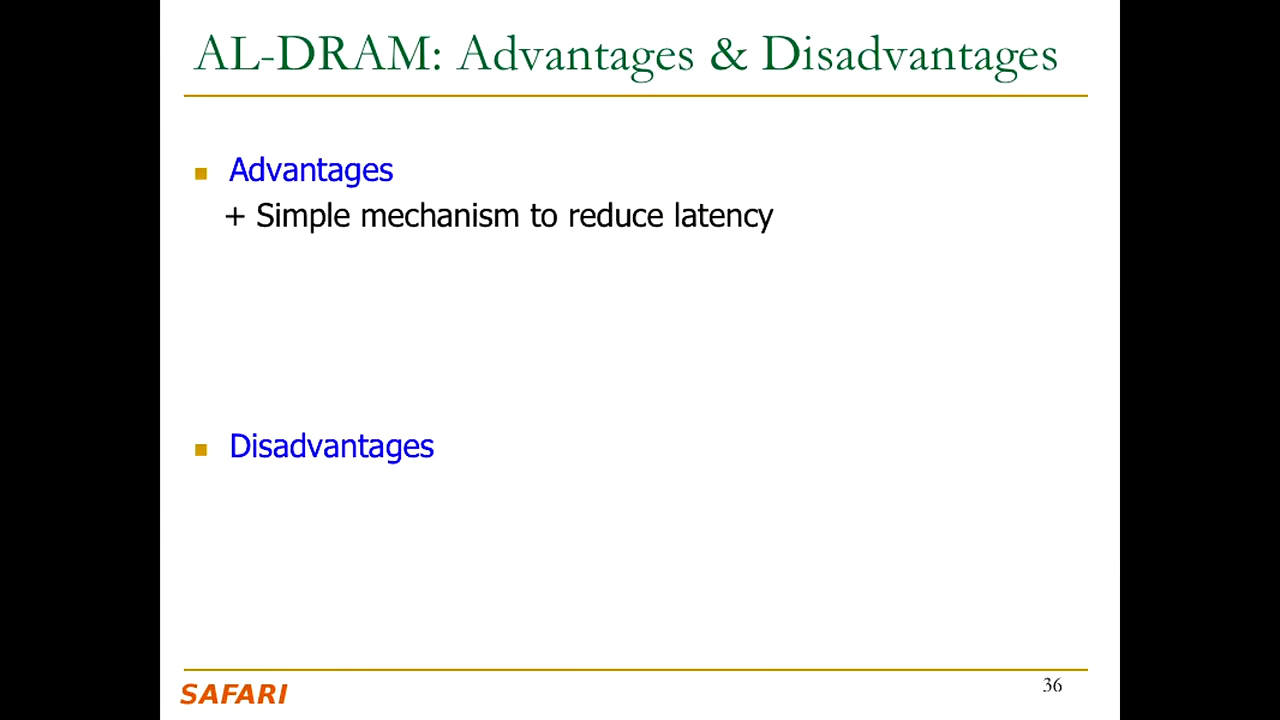 AL-DRAM: Advantages & Disadvantages
Advantages
+ Simple mechanism to reduce latency
Disadvantages
SAFARI
36